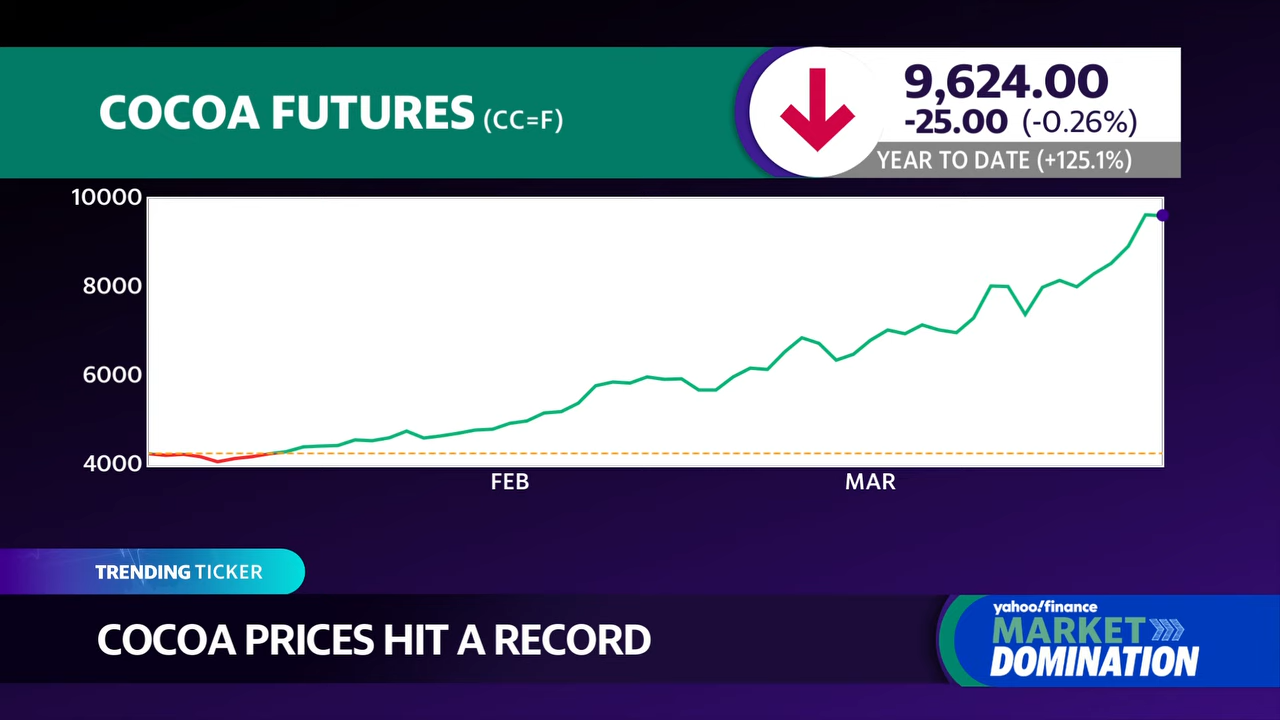 COCOA FUTURES (CC=F)
9,624.00
-25.00 (-0.26%)
YEAR TO DATE (+125.1%)
10000
8000
6000
4000
FEB MAR
TRENDING TICKER
COCOA PRICES HIT A RECORD
yahoo!finance
MARKET
DOMINATION